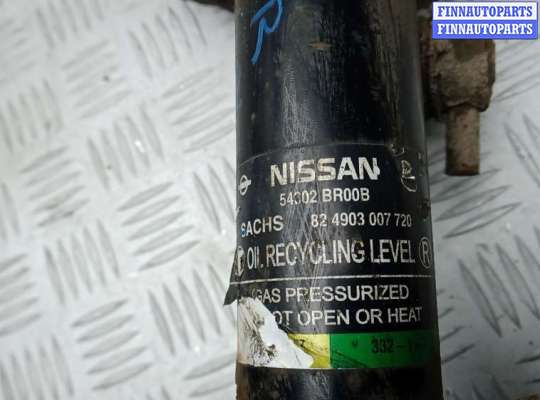 FINNAUTOPARTS
FINNAUTOPARTS
R
NISSAN
54302 BR00B
SACHS 82 4903 007 720
OIL RECYCLING LEVEL R
GAS PRESSURIZED
OT OPEN OR HEAT
332-